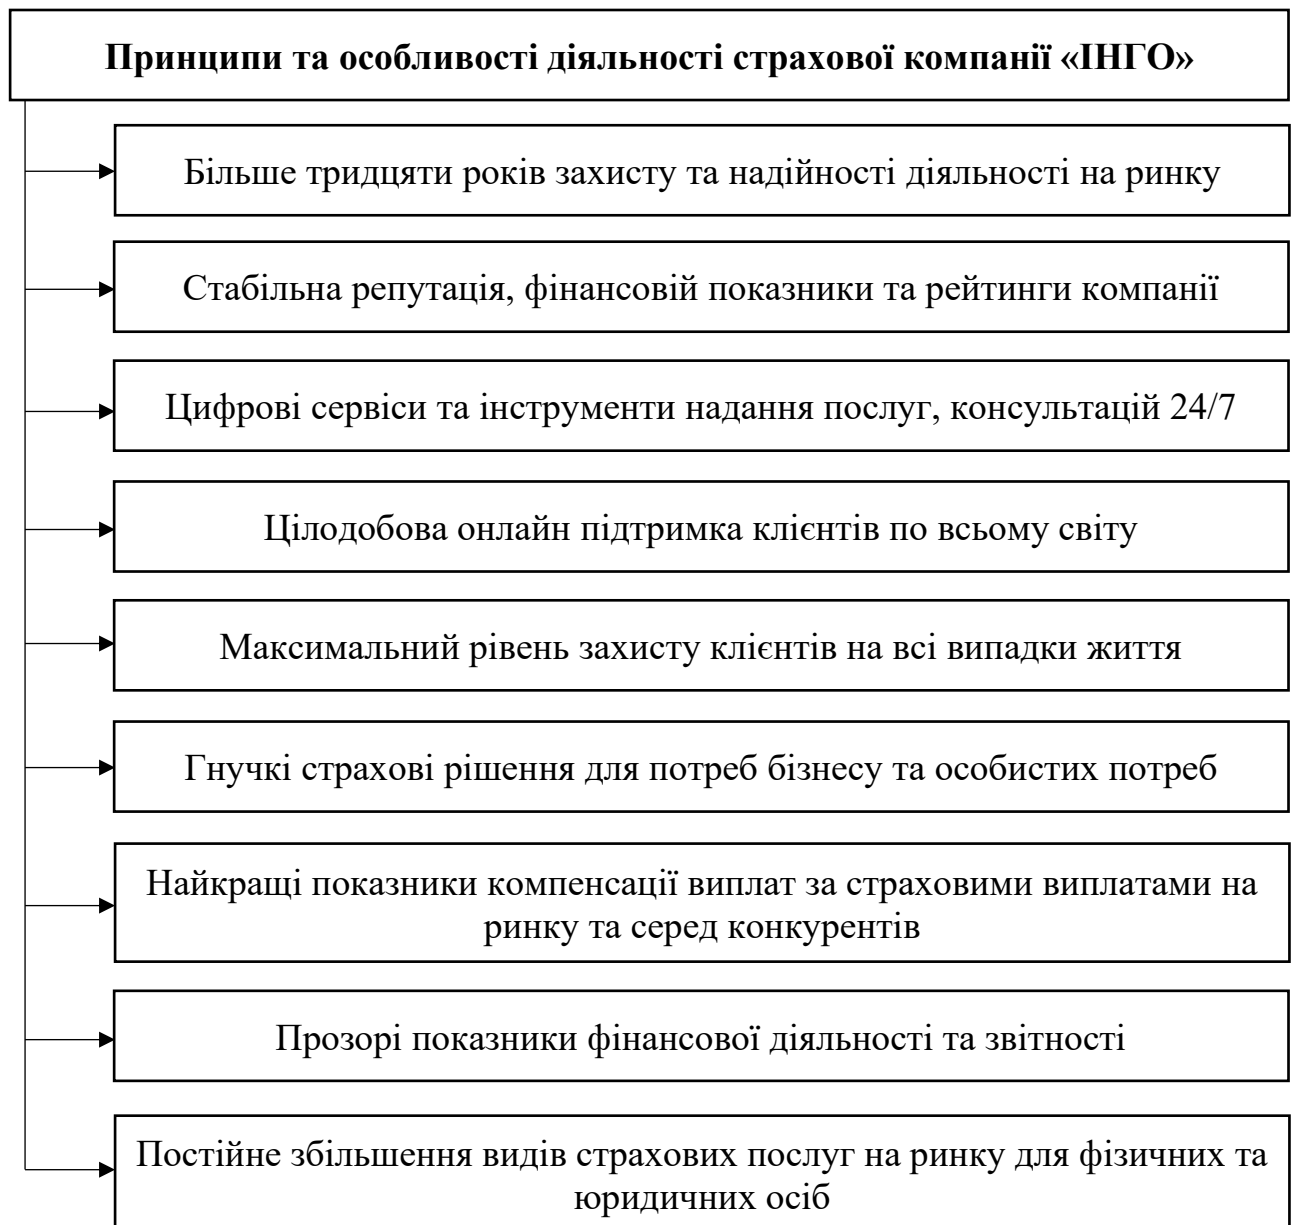 Принципи та особливості діяльності страхової компанії «ІНГО»
Більше тридцяти років захисту та надійності діяльності на ринку
Стабільна репутація, фінансовій показники та рейтинги компанії
Цифрові сервіси та інструменти надання послуг, консультацій 24/7
Цілодобова онлайн підтримка клієнтів по всьому світу
Максимальний рівень захисту клієнтів на всі випадки життя
Гнучкі страхові рішення для потреб бізнесу та особистих потреб
Найкращі показники компенсації виплат за страховими виплатами на
ринку та серед конкурентів
Прозорі показники фінансової діяльності та звітності
Постійне збільшення видів страхових послуг на ринку для фізичних та
юридичних осіб